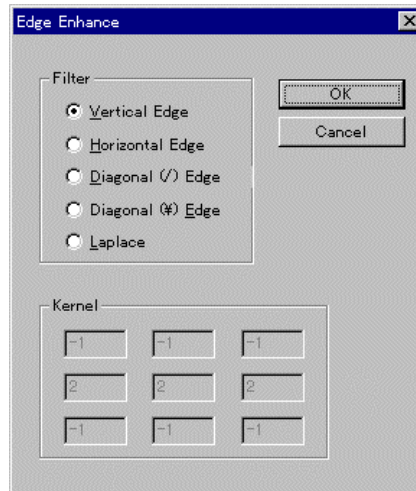 Edge Enhance
Filter
Vertical Edge
Horizontal Edge
Diagonal (/) Edge
Diagonal (¥) Edge
Laplace
OK
Cancel
Kernel
-1 -1 -1
2 2 2
-1 -1 -1